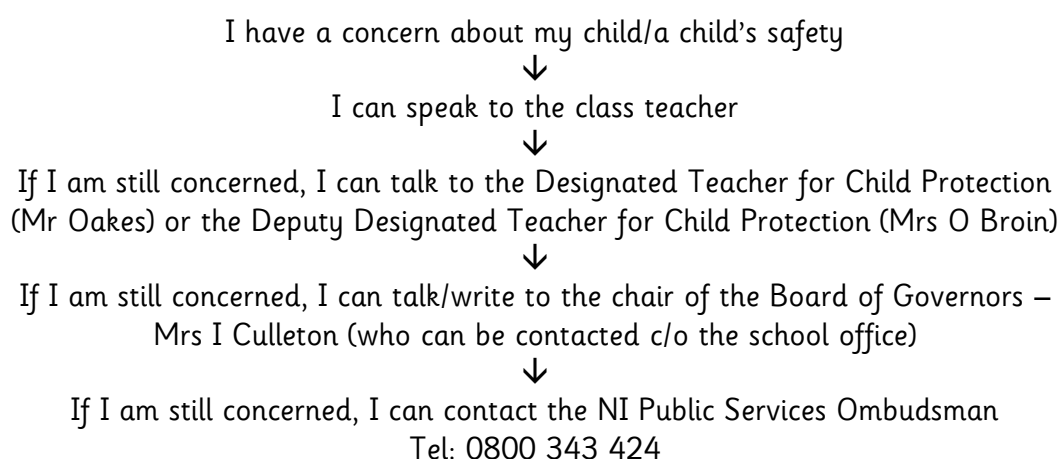 I have a concern about my child/a child's safety
↓
I can speak to the class teacher
↓
If I am still concerned, I can talk to the Designated Teacher for Child Protection
(Mr Oakes) or the Deputy Designated Teacher for Child Protection (Mrs O Broin)
↓
If I am still concerned, I can talk/write to the chair of the Board of Governors –
Mrs I Culleton (who can be contacted c/o the school office)
↓
If I am still concerned, I can contact the NI Public Services Ombudsman
Tel: 0800 343 424